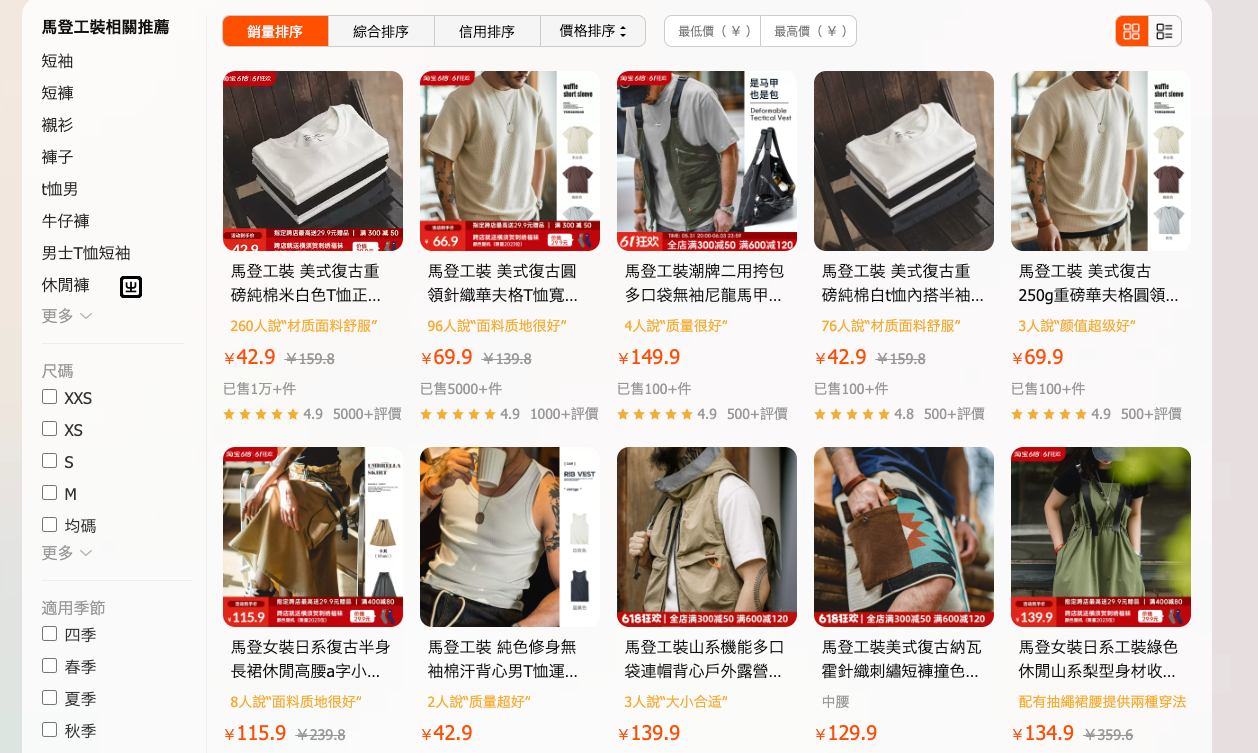 馬登工裝相關推薦
短袖
短褲
襯衫
褲子
t恤男
牛仔褲
男士T恤短袖
休閒褲
更多
尺碼
XXS
XS
S
M
均碼
更多
適用季節
四季
春季
夏季
秋季
銷量排序
綜合排序
信用排序
價格排序
最低價（￥）
最高價（￥）
馬登工裝 美式復古重
磅純棉米白色T恤正...
260人說“材质面料舒服”
￥42.9 ￥159.8
已售1万+件
4.9 5000+評價
waffle
short sleeve
￥66.9
馬登工裝 美式復古圓
領針織華夫格T恤寬...
96人說“面料质地很好”
￥69.9 ￥139.8
已售5000+件
4.9 1000+評價
是马甲
也是包
Deformable
Tectical Vest
61狂欢
全店满300减50 满600减120
馬登工裝潮牌二用挎包
多口袋無袖尼龍馬甲...
4人說“质量很好”
￥149.9
已售100+件
4.9 500+評價
馬登工裝 美式復古重
磅純棉白t恤內搭半袖...
76人說“材质面料舒服”
￥42.9 ￥159.8
已售100+件
4.8 500+評價
waffle
short sleeve
馬登工裝 美式復古
250g重磅華夫格圓領...
3人說“颜值超级好”
￥69.9
已售100+件
4.9 500+評價
UMBRELLA
SKIRT
￥115.9
馬登女裝日系復古半身
長裙休閒高腰a字小...
8人說“面料质地很好”
￥115.9 ￥239.8
RIB VEST
馬登工裝 純色修身無
袖棉汗背心男T恤運...
2人說“质量超好”
￥42.9
618狂欢 全店满300减50 满600减120
馬登工裝山系機能多口
袋連帽背心戶外露營...
3人說“大小合适”
￥139.9
618狂欢 全店满300减50 满600减120
馬登工裝美式復古納瓦
霍針織刺繡短褲撞色...
中腰
￥129.9
￥139.9
馬登女裝日系工裝綠色
休閒山系梨型身材收...
配有抽繩裙腰提供兩種穿法
￥134.9 ￥359.6